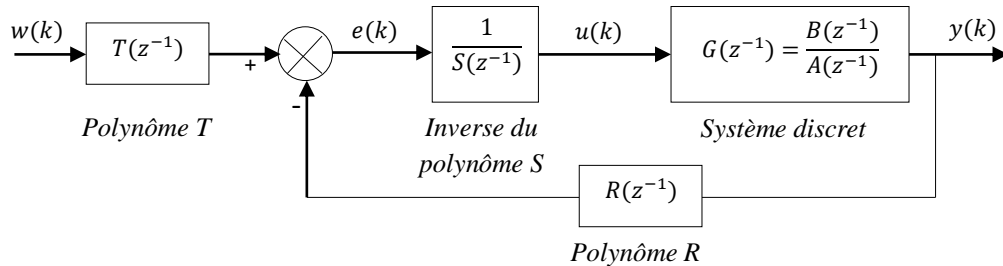 w(k)
T(z⁻¹)
+
-
e(k)
1
S(z⁻¹)
u(k)
G(z⁻¹) = B(z⁻¹)
A(z⁻¹)
y(k)
Polynôme T
Inverse du
polynôme S
Système discret
R(z⁻¹)
Polynôme R